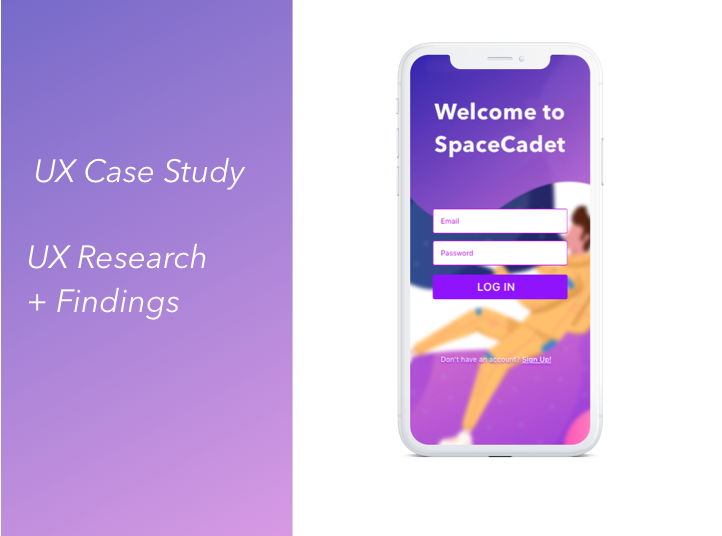 UX Case Study
UX Research
+ Findings
Welcome to
SpaceCadet
Email
Password
LOG IN
Don't have an account? Sign Up!